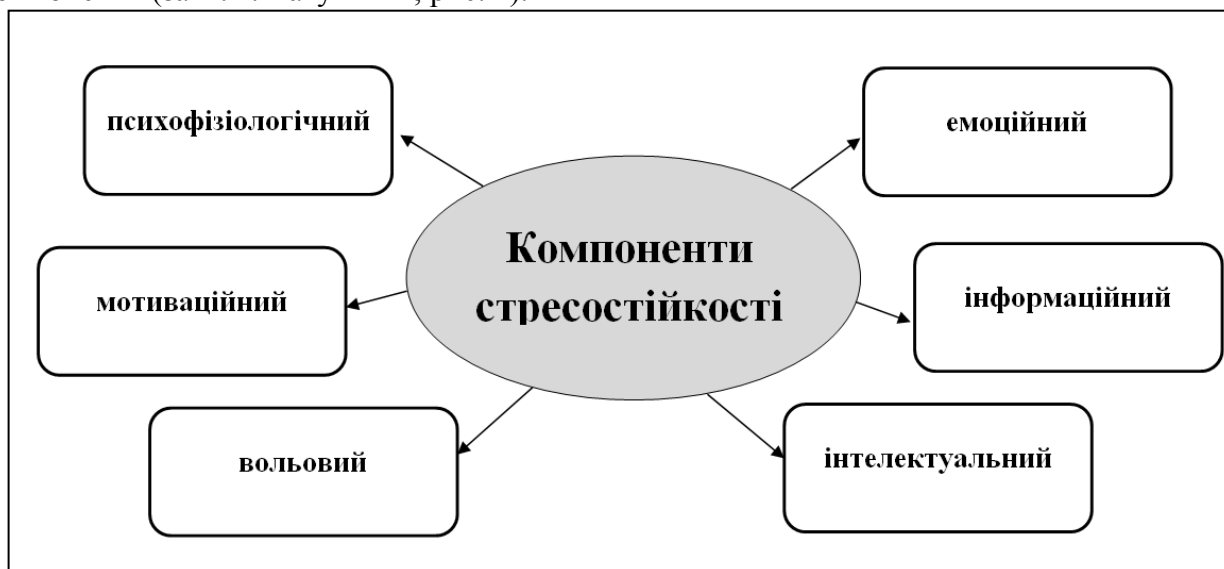 психофізіологічний
емоційний
Компоненти
стресостійкості
мотиваційний
інформаційний
вольовий
інтелектуальний